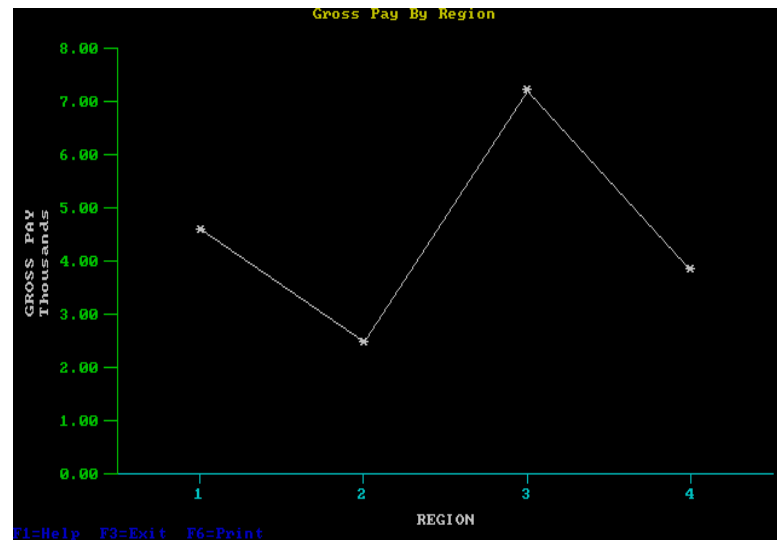 Gross Pay By Region
8.00
7.00
6.00
5.00
4.00
3.00
2.00
1.00
0.00
GROSS PAY
Thousands
1 2 3 4
REGION
F1=Help F3=Exit F6=Print